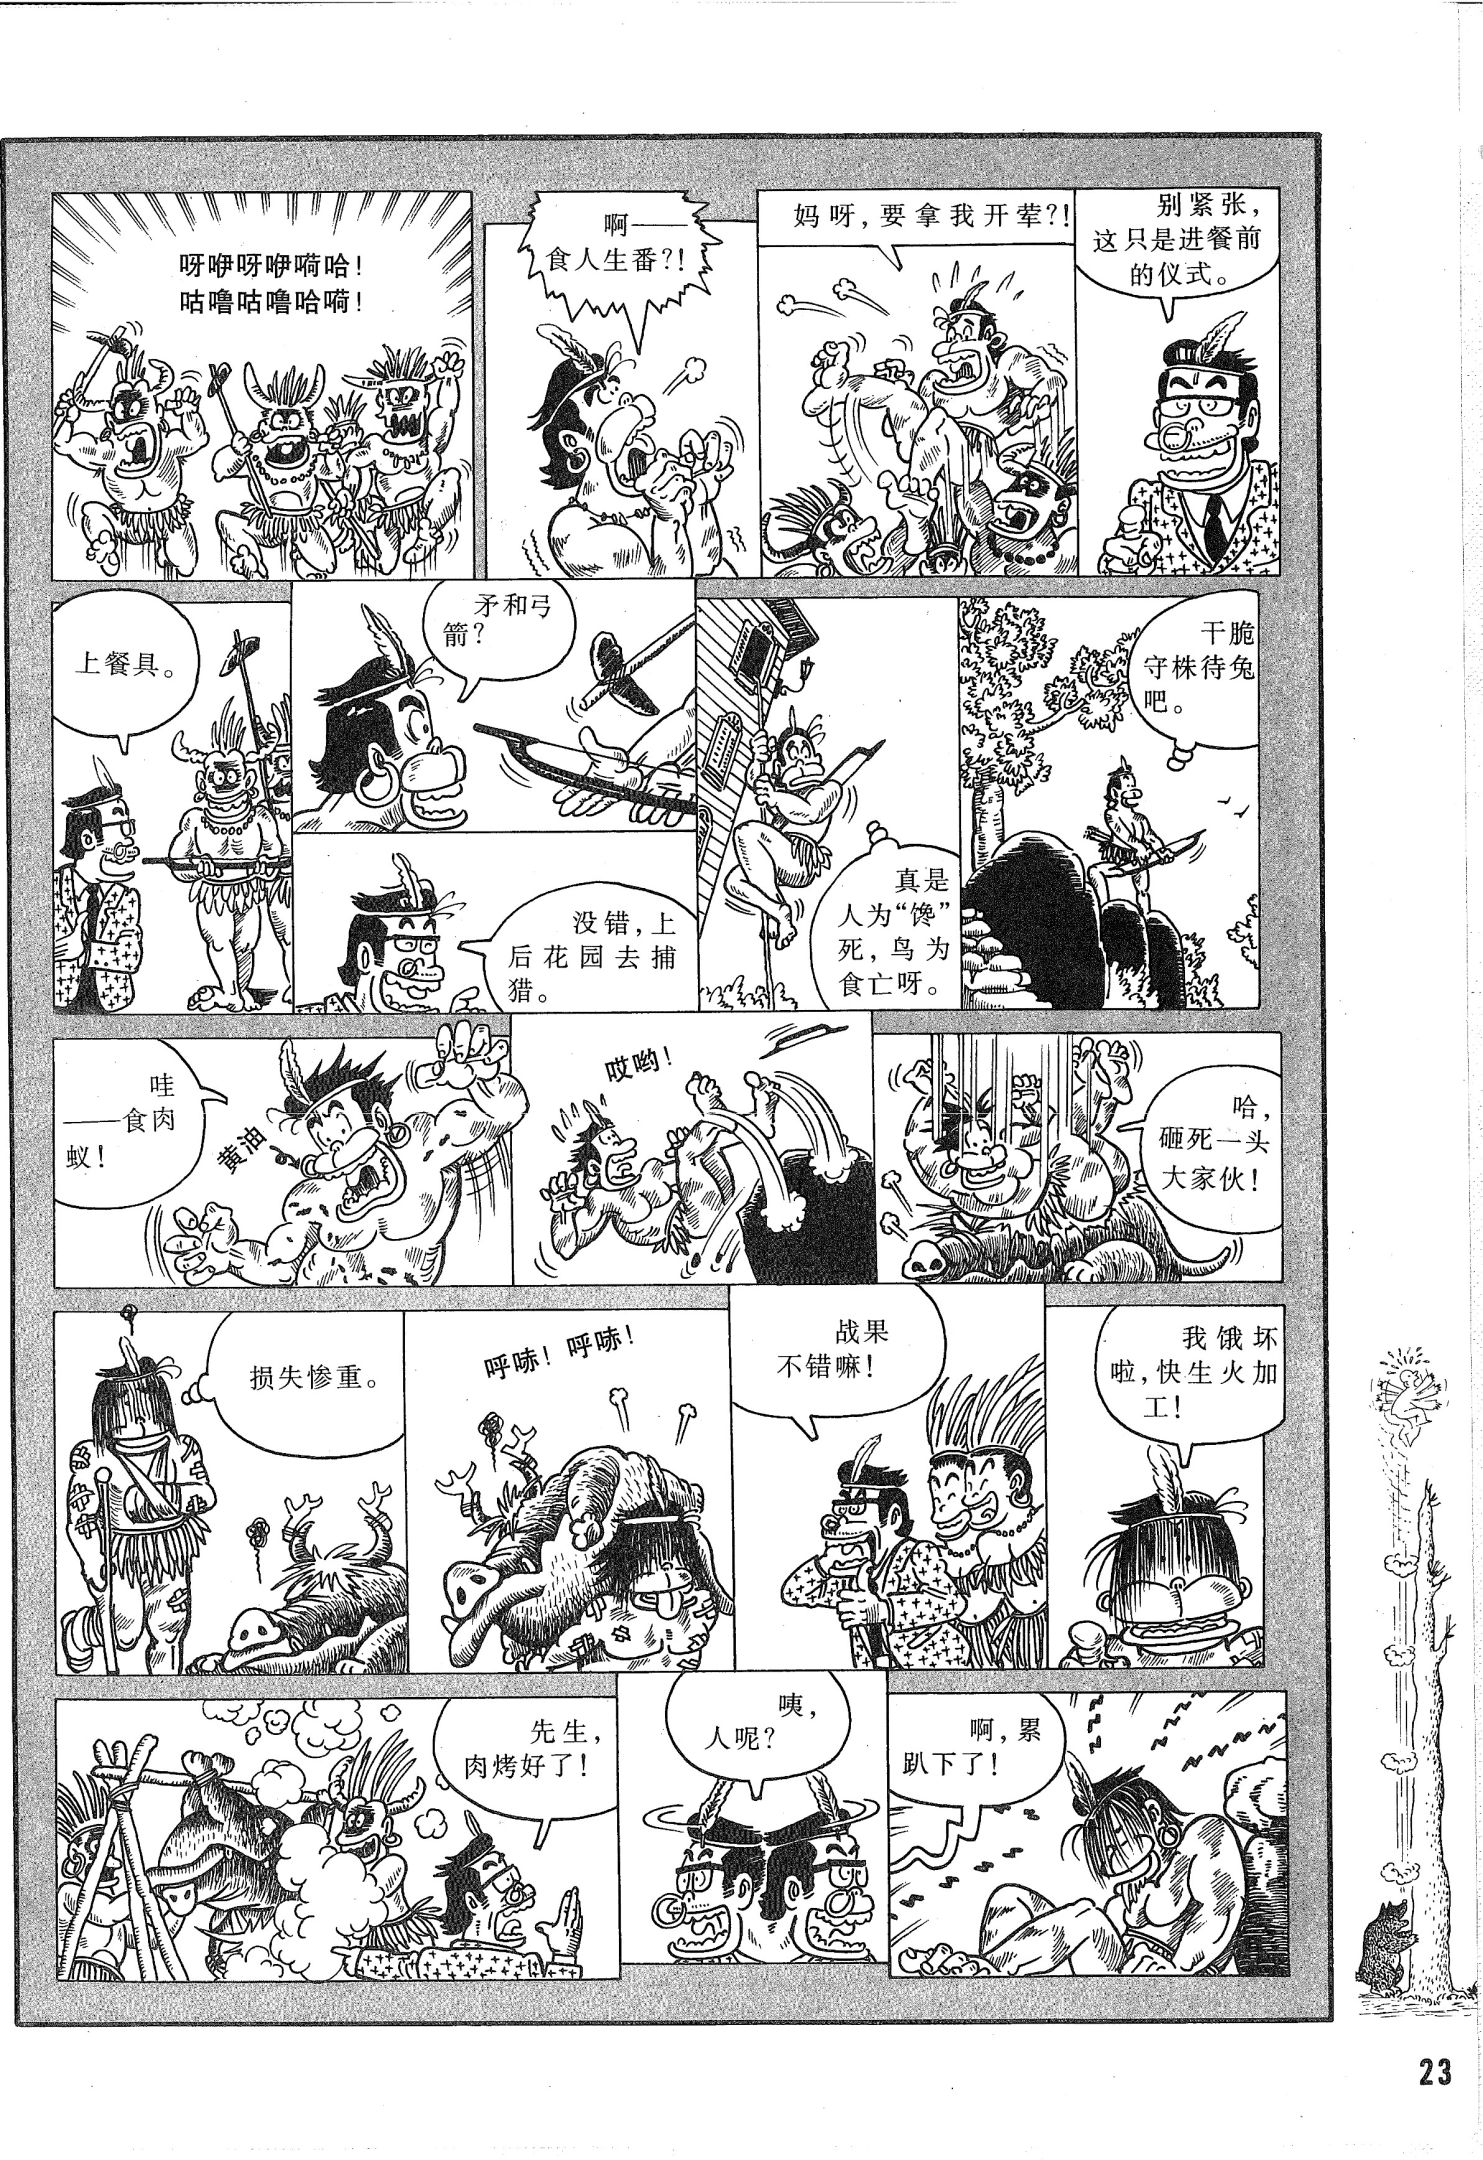 呀咿呀咿嗬哈！
咕噜咕噜哈嗬！
啊——
食人生番？！
妈呀，要拿我开荤？！
别紧张，
这只是进餐前
的仪式。
上餐具。
矛和弓
箭？
没错，上
后花园去捕
猎。
真是
人为“馋”
死，鸟为
食亡呀。
干脆
守株待兔
吧。
哇
——食肉
蚁！
黄油
哎哟！
哈，
砸死一头
大家伙！
损失惨重。
呼哧！呼哧！
战果
不错嘛！
我饿坏
啦，快生火加
工！
先生，
肉烤好了！
咦，
人呢？
啊，累
趴下了！
23